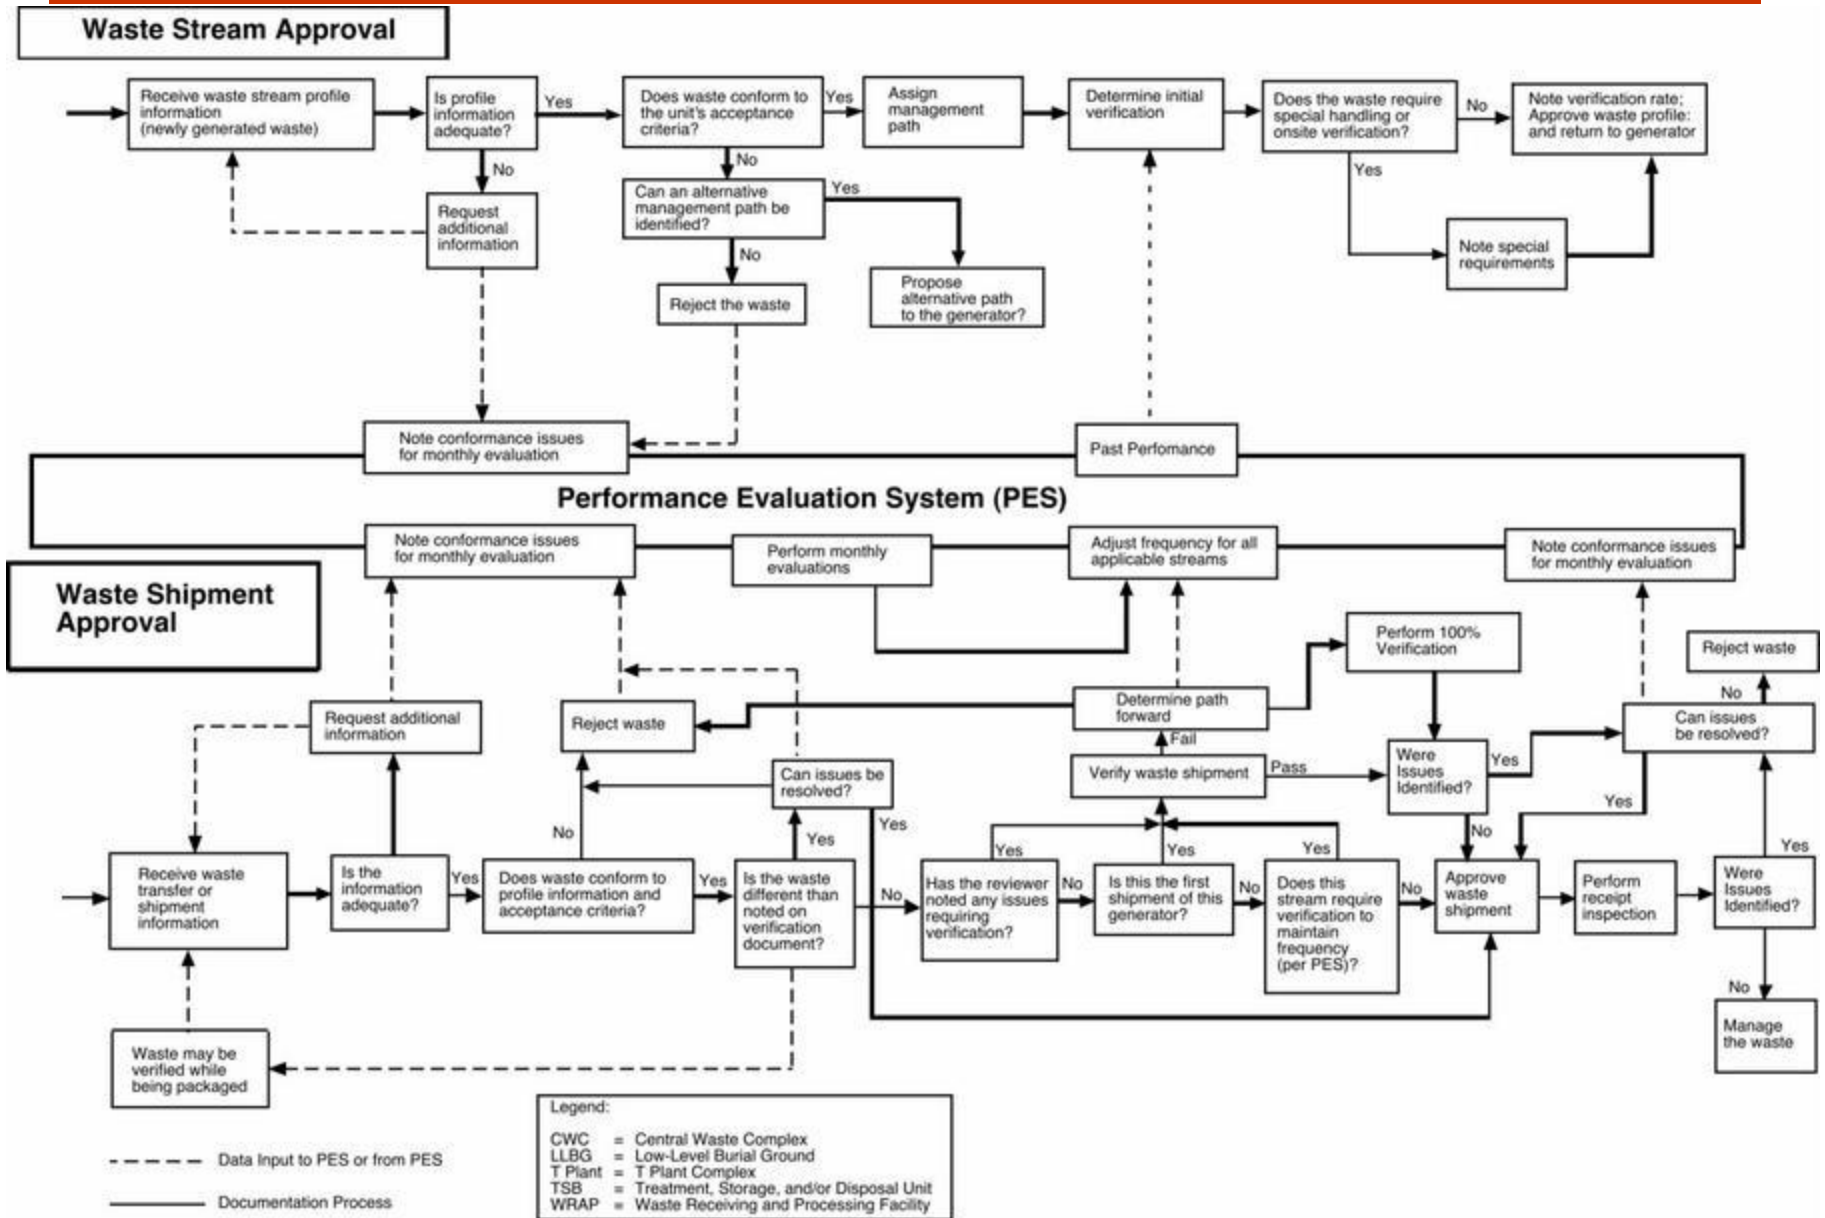 Waste Stream Approval
Receive waste stream profile
information
(newly generated waste)
Is profile
information
adequate?
Yes
No
Request
additional
information
Does waste conform to
the unit's acceptance
criteria?
Yes
No
Can an alternative
management path be
identified?
Yes
No
Reject the waste
Propose
alternative path
to the generator?
Assign
management
path
Determine initial
verification
Does the waste require
special handling or
onsite verification?
No
Yes
Note special
requirements
Note verification rate;
Approve waste profile:
and return to generator
Note conformance issues
for monthly evaluation
Past Perfomance
Performance Evaluation System (PES)
Note conformance issues
for monthly evaluation
Perform monthly
evaluations
Adjust frequency for all
applicable streams
Note conformance issues
for monthly evaluation
Waste Shipment
Approval
Request additional
information
Reject waste
Determine path
forward
Perform 100%
Verification
Reject waste
No
Can issues
be resolved?
Fail
Can issues be
resolved?
Verify waste shipment
Pass
Were
Issues
Identified?
Yes
Yes
No
No
Yes
Yes
Yes
Yes
Yes
Yes
Receive waste
transfer or
shipment
information
Is the
information
adequate?
Yes
Does waste conform to
profile information and
acceptance criteria?
Yes
Is the waste
different than
noted on
verification
document?
No
Has the reviewer
noted any issues
requiring
verification?
No
Is this the first
shipment of this
generator?
No
Does this
stream require
verification to
maintain
frequency
(per PES)?
No
Approve
waste
shipment
Perform
receipt
inspection
Were
Issues
Identified?
No
Manage
the waste
Waste may be
verified while
being packaged
Data Input to PES or from PES
Documentation Process
Legend:
CWC = Central Waste Complex
LLBG = Low-Level Burial Ground
T Plant = T Plant Complex
TSB = Treatment, Storage, and/or Disposal Unit
WRAP = Waste Receiving and Processing Facility